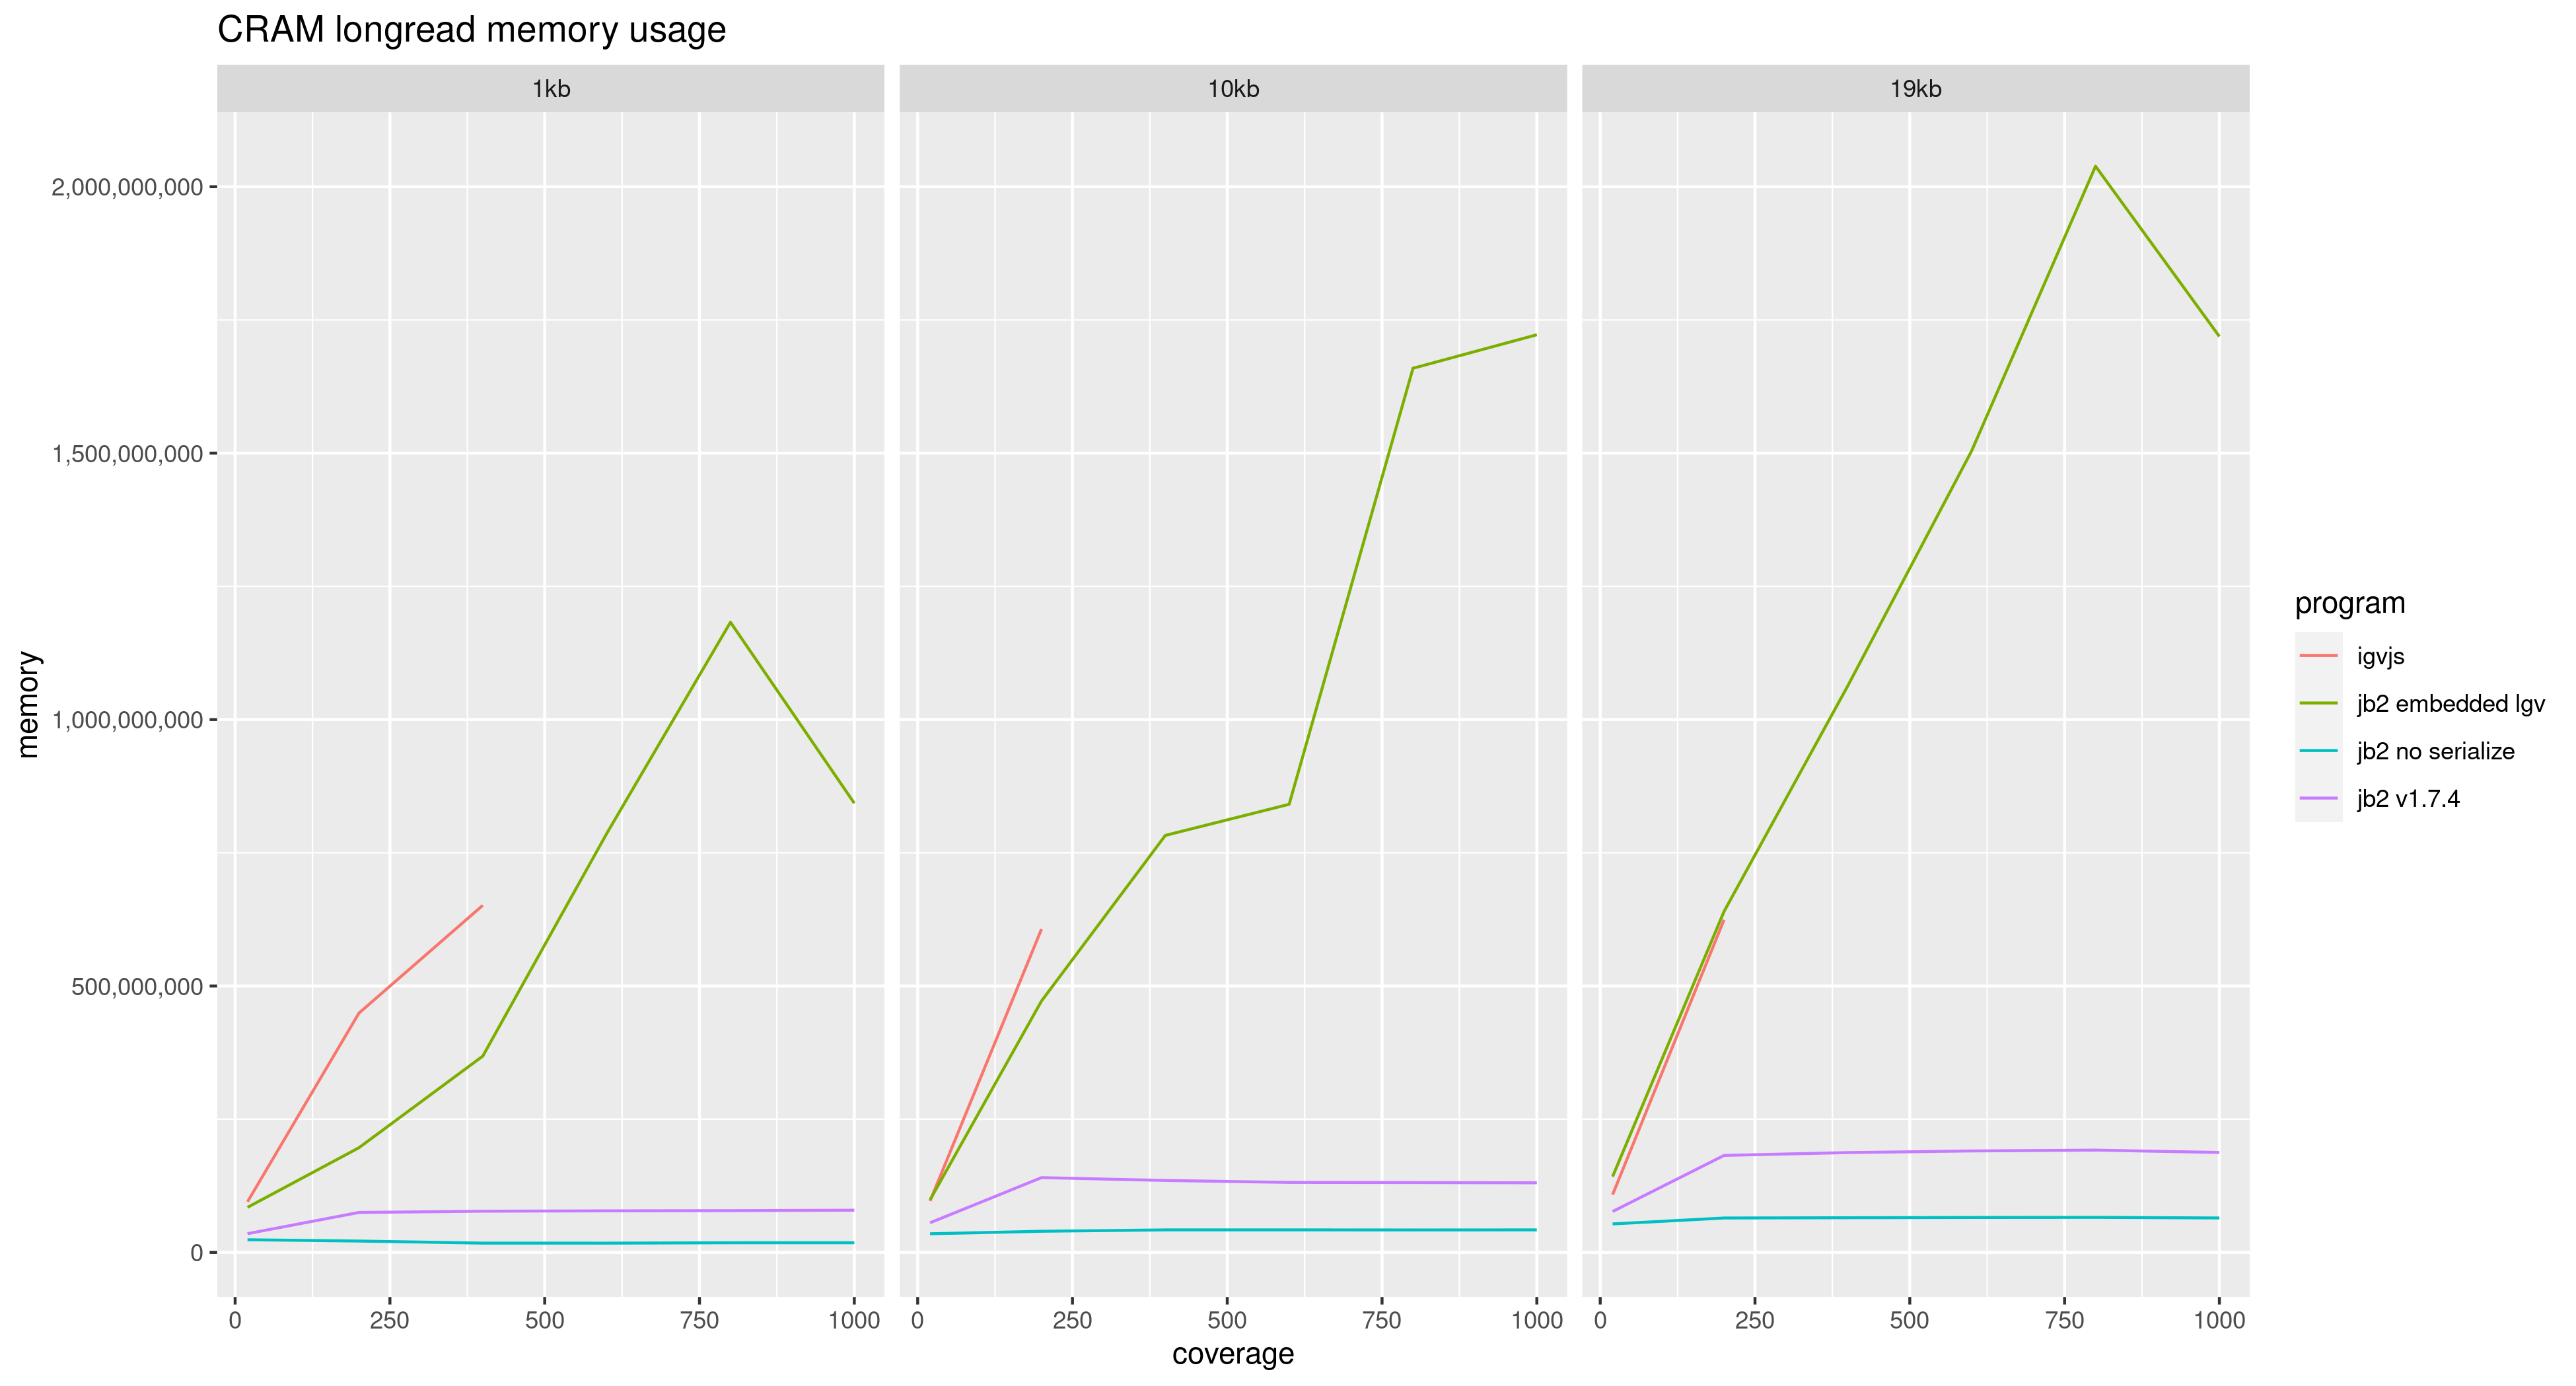 CRAM longread memory usage
1kb 10kb 19kb
2,000,000,000
1,500,000,000
1,000,000,000
500,000,000
0
memory
0 250 500 750 1000 0 250 500 750 1000 0 250 500 750 1000
coverage
program
igvjs
jb2 embedded lgv
jb2 no serialize
jb2 v1.7.4